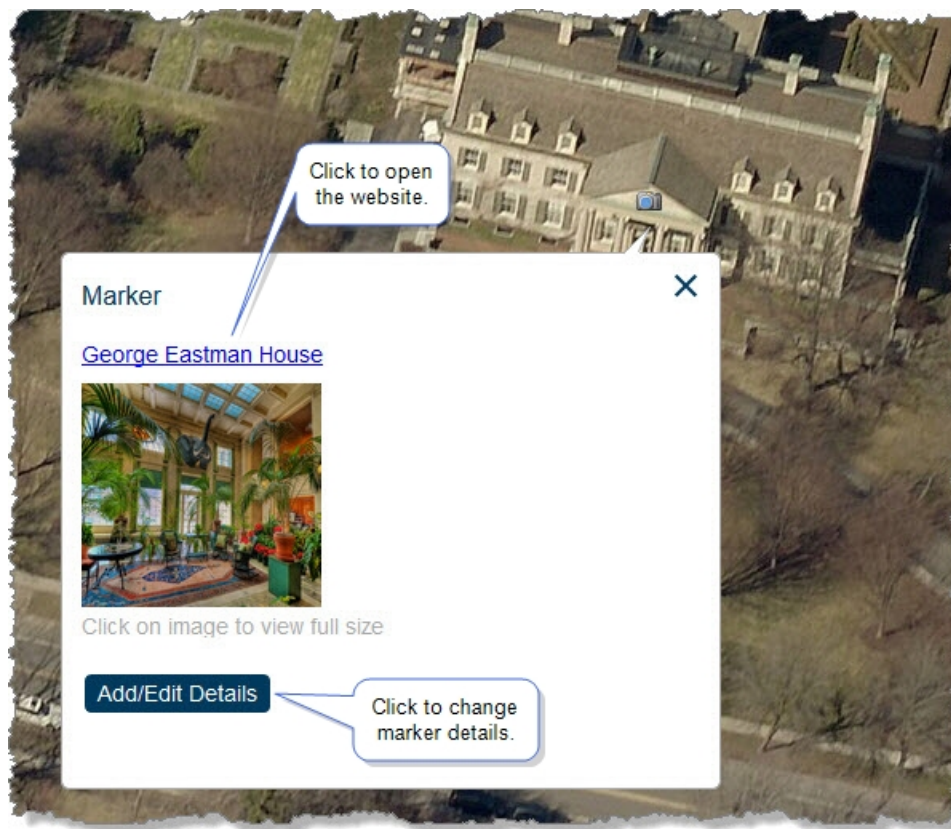 Click to open
the website.
Marker
George Eastman House
Click on image to view full size
Add/Edit Details
Click to change
marker details.